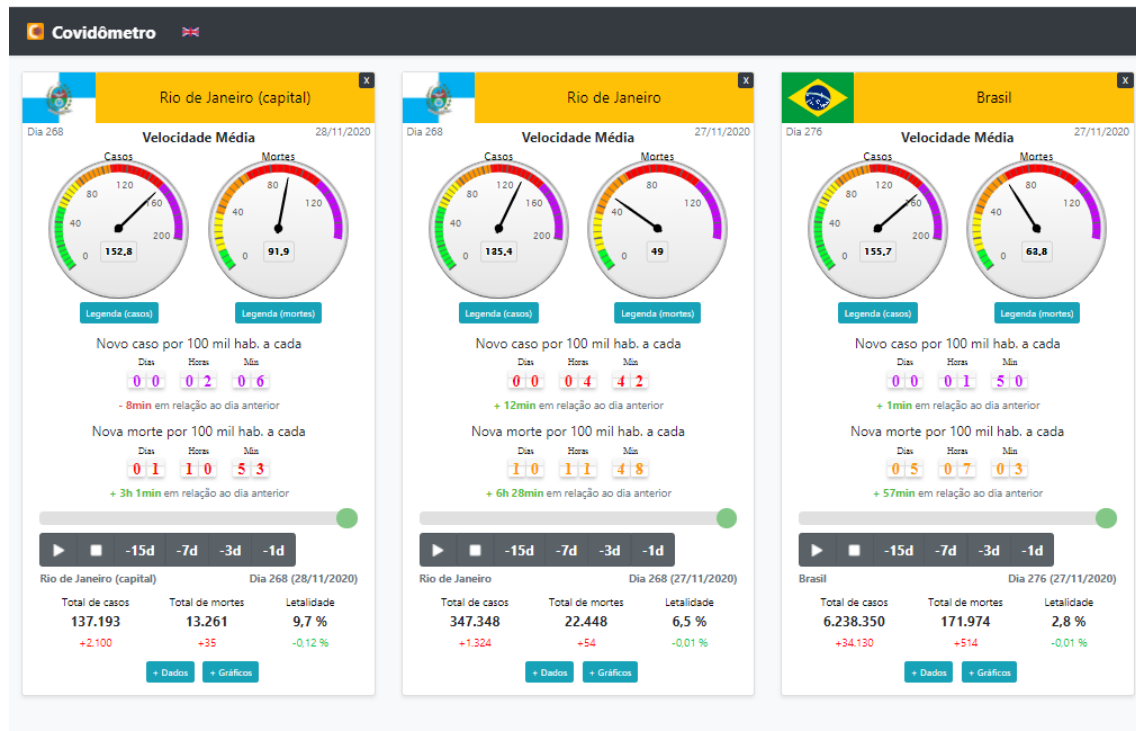 Covidômetro
Rio de Janeiro (capital)
X
Dia 268
28/11/2020
Velocidade Média
Casos
Mortes
0 40 80 120 160 200
152,8
0 40 80 120
91,9
Legenda (casos)
Legenda (mortes)
Novo caso por 100 mil hab. a cada
Dias Horas Min
0 0 0 2 0 6
- 8min em relação ao dia anterior
Nova morte por 100 mil hab. a cada
Dias Horas Min
0 1 1 0 5 3
+ 3h 1min em relação ao dia anterior
-15d -7d -3d -1d
Rio de Janeiro (capital)
Dia 268 (28/11/2020)
Total de casos Total de mortes Letalidade
137.193 13.261 9,7 %
+2.100 +35 -0,12 %
+ Dados + Gráficos
Rio de Janeiro
X
Dia 268
27/11/2020
Velocidade Média
Casos
Mortes
0 40 80 120 160 200
135,4
0 40 80 120
49
Legenda (casos)
Legenda (mortes)
Novo caso por 100 mil hab. a cada
Dias Horas Min
0 0 0 4 4 2
+ 12min em relação ao dia anterior
Nova morte por 100 mil hab. a cada
Dias Horas Min
1 0 1 1 4 8
+ 6h 28min em relação ao dia anterior
-15d -7d -3d -1d
Rio de Janeiro
Dia 268 (27/11/2020)
Total de casos Total de mortes Letalidade
347.348 22.448 6,5 %
+1.324 +54 -0,01 %
+ Dados + Gráficos
Brasil
X
Dia 276
27/11/2020
Velocidade Média
Casos
Mortes
0 40 80 120 160 200
155,7
0 40 80 120
63,8
Legenda (casos)
Legenda (mortes)
Novo caso por 100 mil hab. a cada
Dias Horas Min
0 0 0 1 5 0
+ 1min em relação ao dia anterior
Nova morte por 100 mil hab. a cada
Dias Horas Min
0 5 0 7 0 3
+ 57min em relação ao dia anterior
-15d -7d -3d -1d
Brasil
Dia 276 (27/11/2020)
Total de casos Total de mortes Letalidade
6.238.350 171.974 2,8 %
+34.130 +514 -0,01 %
+ Dados + Gráficos